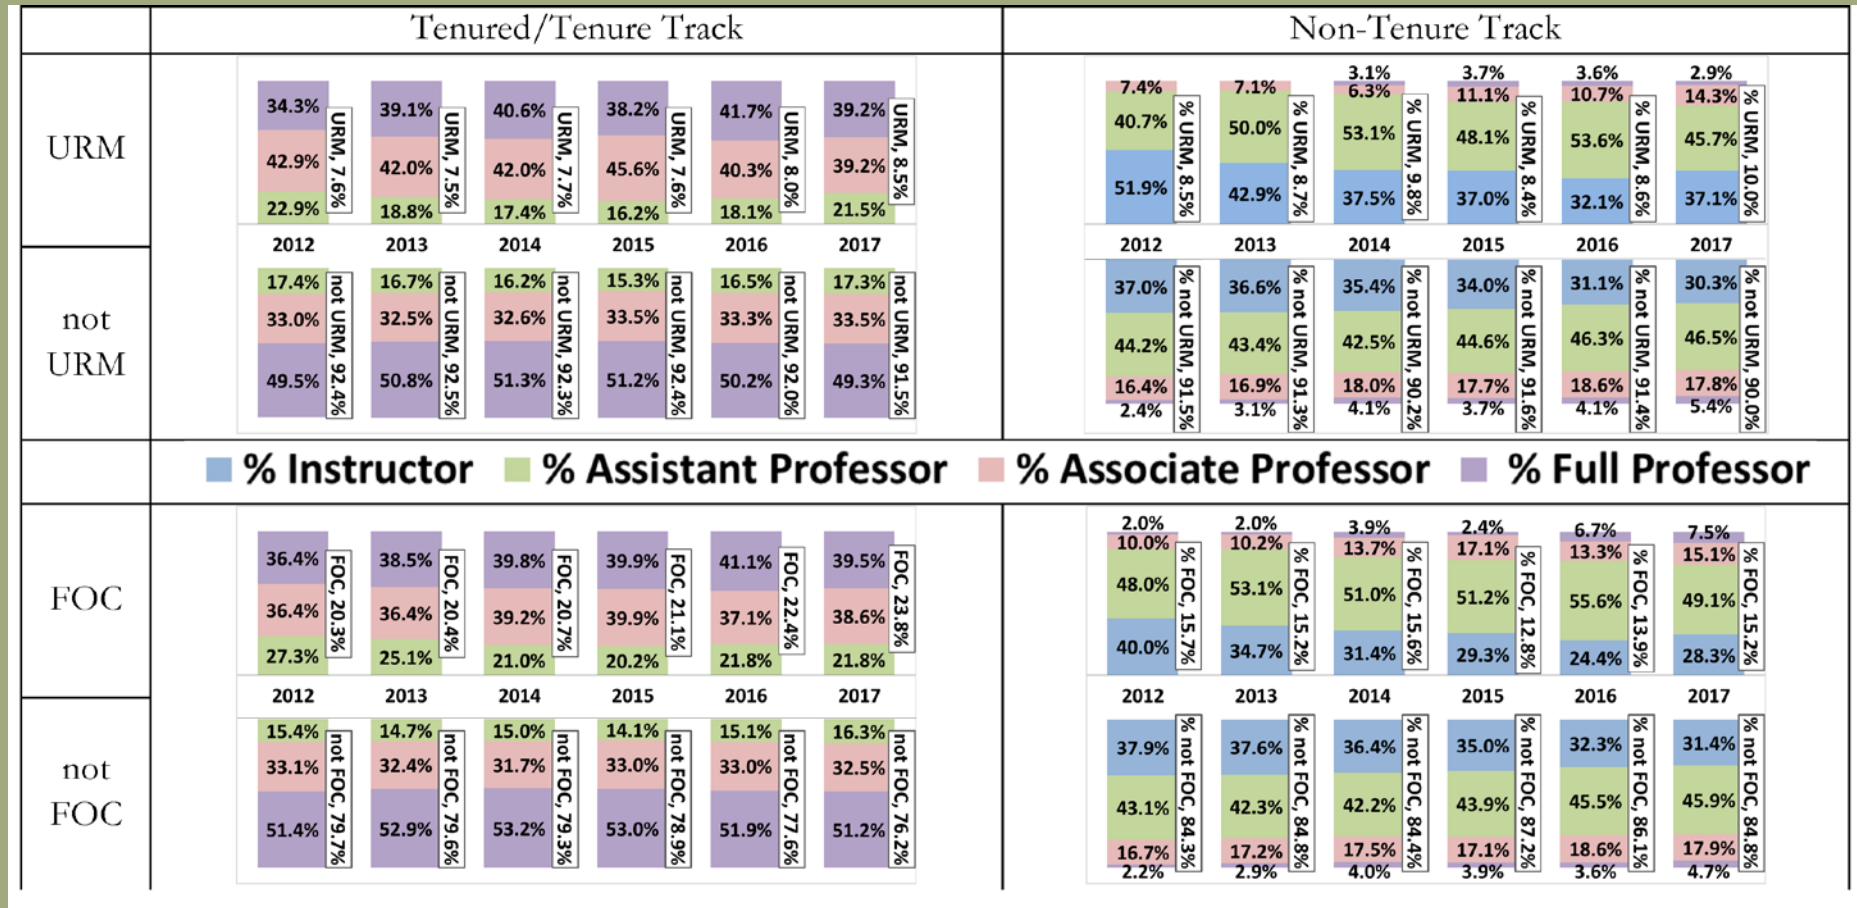 Tenured/Tenure Track
Non-Tenure Track
URM
34.3% 39.1% 40.6% 38.2% 41.7% 39.2%
42.9% 42.0% 42.0% 45.6% 40.3% 39.2%
22.9% 18.8% 17.4% 16.2% 18.1% 21.5%
URM, 7.6%
URM, 7.5%
URM, 7.7%
URM, 7.6%
URM, 8.0%
URM, 8.5%
2012 2013 2014 2015 2016 2017
3.1% 3.7% 3.6% 2.9%
7.4% 7.1% 6.3% 11.1% 10.7% 14.3%
40.7% 50.0% 53.1% 48.1% 53.6% 45.7%
51.9% 42.9% 37.5% 37.0% 32.1% 37.1%
% URM, 8.5%
% URM, 8.7%
% URM, 9.8%
% URM, 8.4%
% URM, 8.6%
% URM, 10.0%
2012 2013 2014 2015 2016 2017
not
URM
17.4% 16.7% 16.2% 15.3% 16.5% 17.3%
33.0% 32.5% 32.6% 33.5% 33.3% 33.5%
49.5% 50.8% 51.3% 51.2% 50.2% 49.3%
not URM, 92.4%
not URM, 92.5%
not URM, 92.3%
not URM, 92.4%
not URM, 92.0%
not URM, 91.5%
37.0% 36.6% 35.4% 34.0% 31.1% 30.3%
44.2% 43.4% 42.5% 44.6% 46.3% 46.5%
16.4% 16.9% 18.0% 17.7% 18.6% 17.8%
2.4% 3.1% 4.1% 3.7% 4.1% 5.4%
% not URM, 91.5%
% not URM, 91.3%
% not URM, 90.2%
% not URM, 91.6%
% not URM, 91.4%
% not URM, 90.0%
% Instructor % Assistant Professor % Associate Professor % Full Professor
FOC
36.4% 38.5% 39.8% 39.9% 41.1% 39.5%
36.4% 36.4% 39.2% 39.9% 37.1% 38.6%
27.3% 25.1% 21.0% 20.2% 21.8% 21.8%
FOC, 20.3%
FOC, 20.4%
FOC, 20.7%
FOC, 21.1%
FOC, 22.4%
FOC, 23.8%
2012 2013 2014 2015 2016 2017
2.0% 2.0% 3.9% 2.4% 6.7% 7.5%
10.0% 10.2% 13.7% 17.1% 13.3% 15.1%
48.0% 53.1% 51.0% 51.2% 55.6% 49.1%
40.0% 34.7% 31.4% 29.3% 24.4% 28.3%
% FOC, 15.7%
% FOC, 15.2%
% FOC, 15.6%
% FOC, 12.8%
% FOC, 13.9%
% FOC, 15.2%
2012 2013 2014 2015 2016 2017
not
FOC
15.4% 14.7% 15.0% 14.1% 15.1% 16.3%
33.1% 32.4% 31.7% 33.0% 33.0% 32.5%
51.4% 52.9% 53.2% 53.0% 51.9% 51.2%
not FOC, 79.7%
not FOC, 79.6%
not FOC, 79.3%
not FOC, 78.9%
not FOC, 77.6%
not FOC, 76.2%
37.9% 37.6% 36.4% 35.0% 32.3% 31.4%
43.1% 42.3% 42.2% 43.9% 45.5% 45.9%
16.7% 17.2% 17.5% 17.1% 18.6% 17.9%
2.2% 2.9% 4.0% 3.9% 3.6% 4.7%
% not FOC, 84.3%
% not FOC, 84.8%
% not FOC, 84.4%
% not FOC, 87.2%
% not FOC, 86.1%
% not FOC, 84.8%